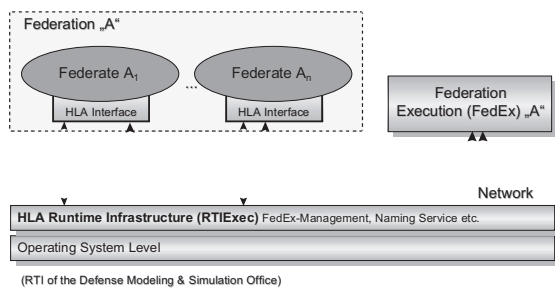 Federation „A“
Federate A1
...
Federate An
HLA Interface
HLA Interface
Federation
Execution (FedEx) „A“
Network
HLA Runtime Infrastructure (RTIExec) FedEx-Management, Naming Service etc.
Operating System Level
(RTI of the Defense Modeling & Simulation Office)